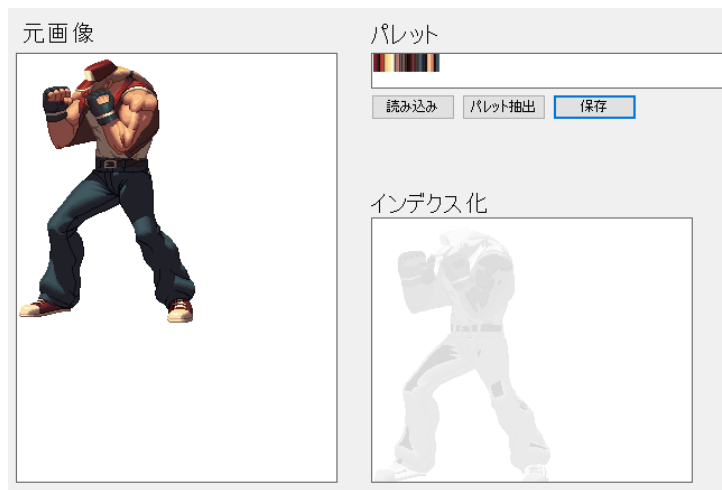 元画像
パレット
読み込み
パレット抽出
保存
インデクス化